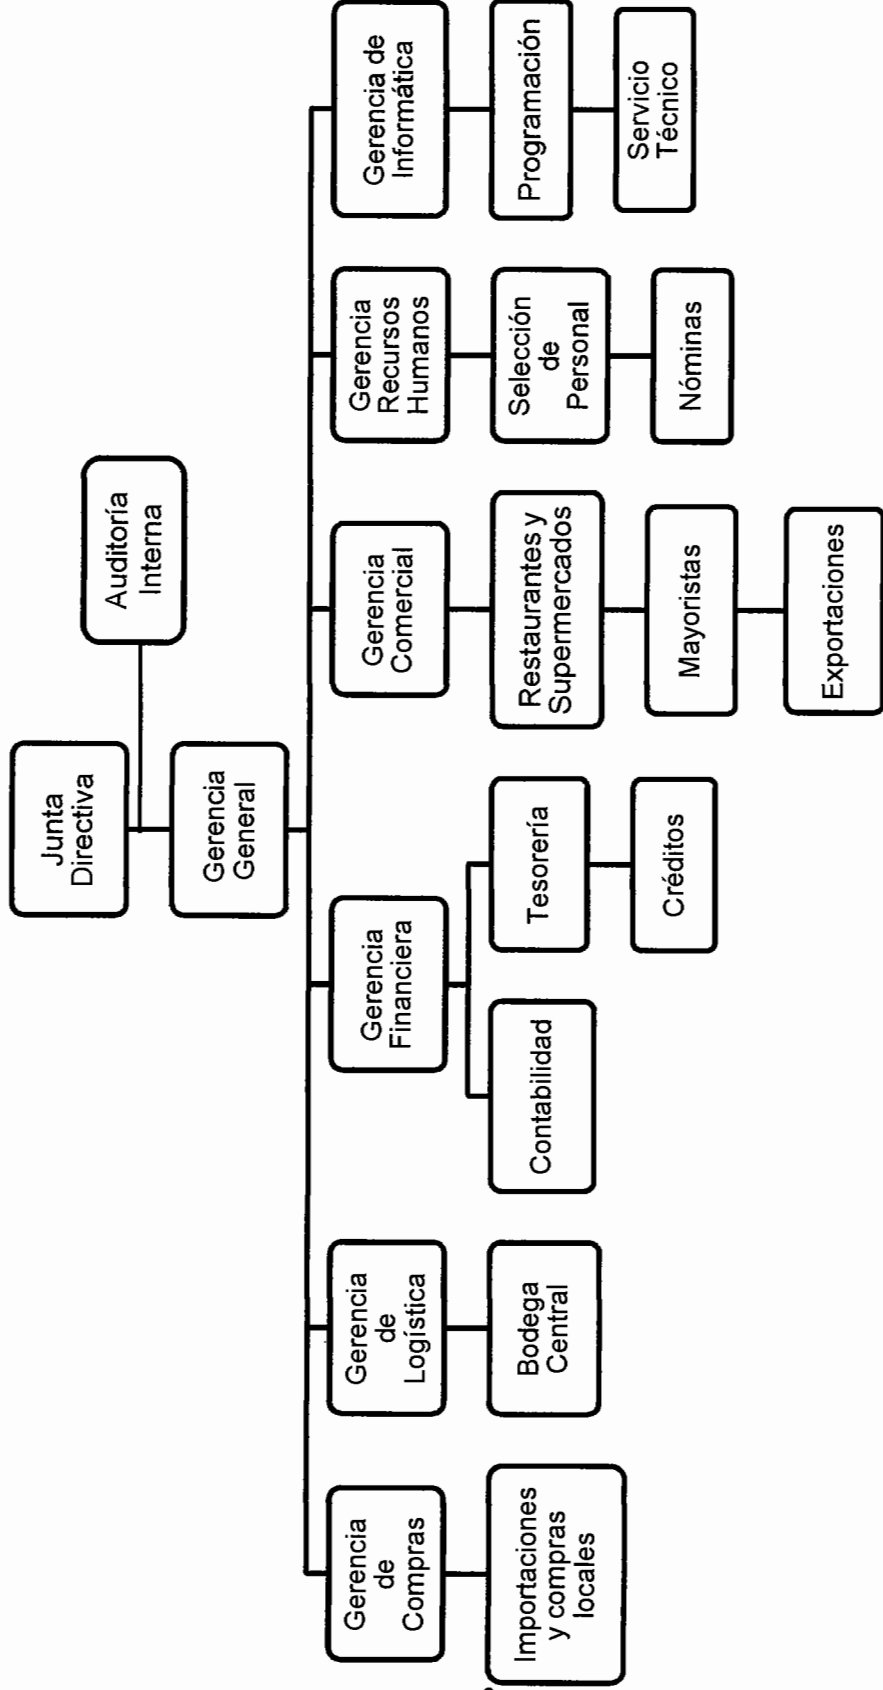 Junta
Directiva
Auditoría
Interna
Gerencia
General
Gerencia
de
Compras
Gerencia
de
Logística
Gerencia
Financiera
Gerencia
Comercial
Gerencia
Recursos
Humanos
Gerencia de
Informática
Importaciones
y compras
locales
Bodega
Central
Contabilidad
Tesorería
Créditos
Restaurantes y
Supermercados
Mayoristas
Exportaciones
Selección
de
Personal
Nóminas
Programación
Servicio
Técnico